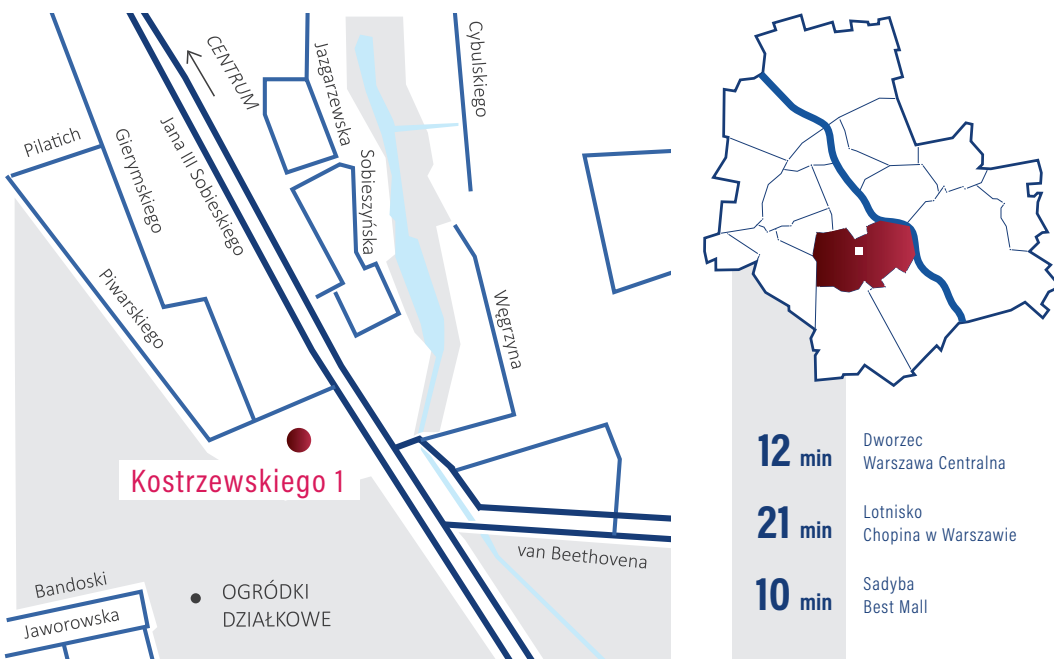 CENTRUM
Jazgarzewska
Cybulskiego
Pilatich
Gierymskiego
Jana III Sobieskiego
Sobieszyńska
Piwarskiego
Węgrzyna
Kostrzewskiego 1
van Beethovena
Bandoski
Jaworowska
OGRÓDKI
DZIAŁKOWE
12 min
Dworzec
Warszawa Centralna
21 min
Lotnisko
Chopina w Warszawie
10 min
Sadyba
Best Mall